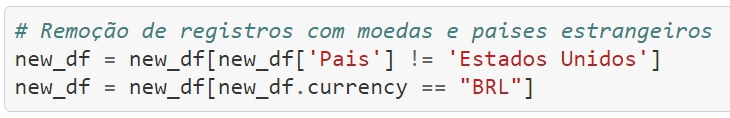 # Remoção de registros com moedas e paises estrangeiros
new_df = new_df[new_df['Pais'] != 'Estados Unidos']
new_df = new_df[new_df.currency == "BRL"]